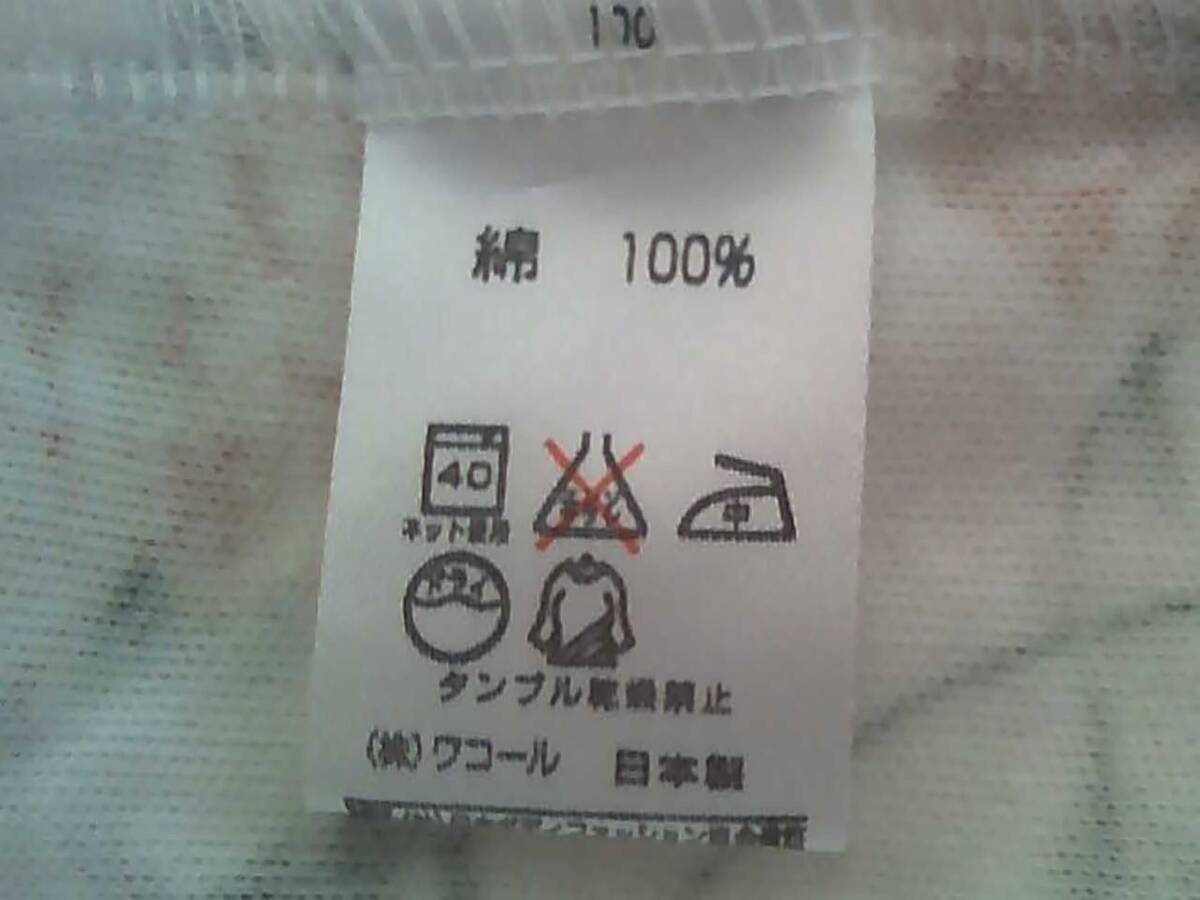 170
綿 100%
40
ネット使用
中
ドライ
タンブル乾燥禁止
(株)ワコール 日本製